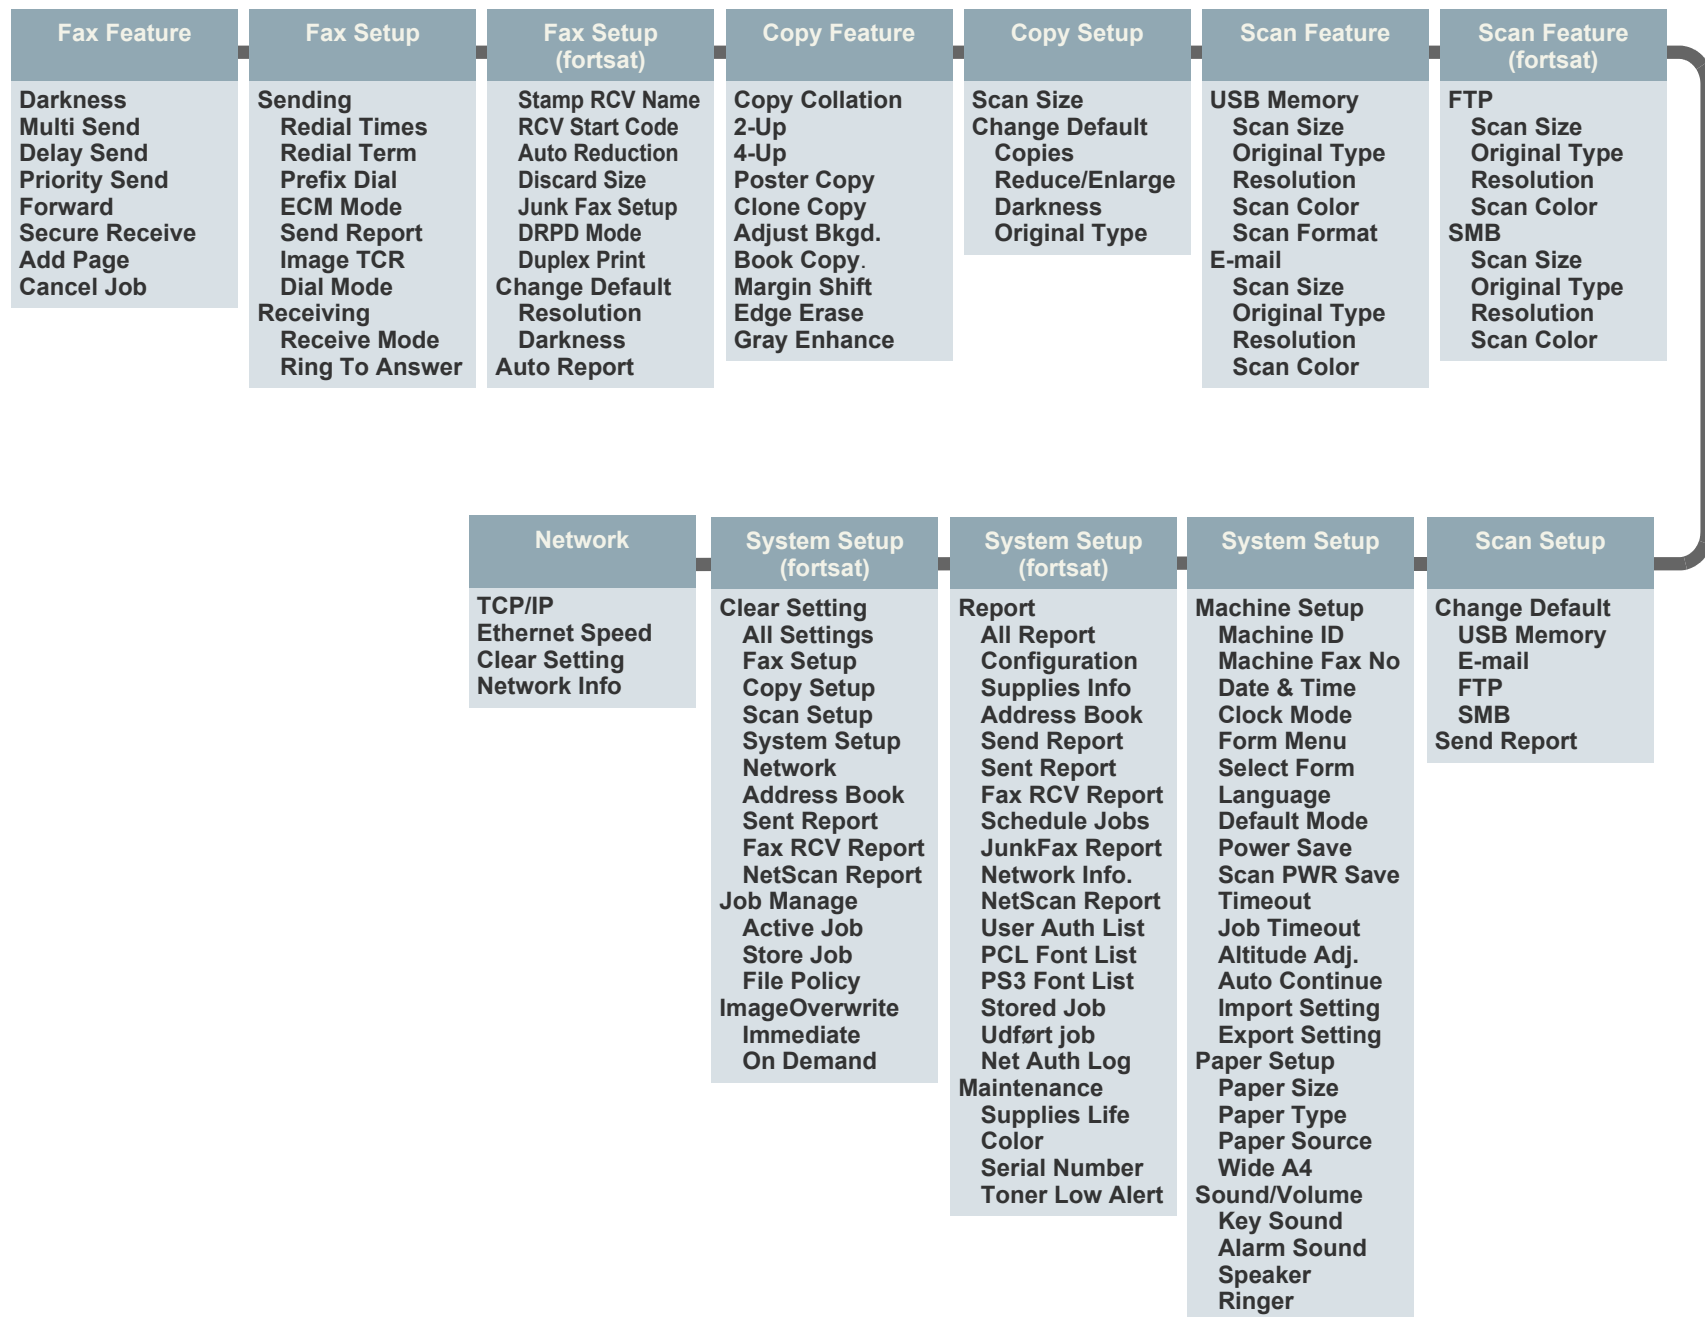 Fax Feature
Darkness
Multi Send
Delay Send
Priority Send
Forward
Secure Receive
Add Page
Cancel Job
Fax Setup
Sending
Redial Times
Redial Term
Prefix Dial
ECM Mode
Send Report
Image TCR
Dial Mode
Receiving
Receive Mode
Ring To Answer
Fax Setup
(fortsat)
Stamp RCV Name
RCV Start Code
Auto Reduction
Discard Size
Junk Fax Setup
DRPD Mode
Duplex Print
Change Default
Resolution
Darkness
Auto Report
Copy Feature
Copy Collation
2-Up
4-Up
Poster Copy
Clone Copy
Adjust Bkgd.
Book Copy.
Margin Shift
Edge Erase
Gray Enhance
Copy Setup
Scan Size
Change Default
Copies
Reduce/Enlarge
Darkness
Original Type
Scan Feature
USB Memory
Scan Size
Original Type
Resolution
Scan Color
Scan Format
E-mail
Scan Size
Original Type
Resolution
Scan Color
Scan Feature
(fortsat)
FTP
Scan Size
Original Type
Resolution
Scan Color
SMB
Scan Size
Original Type
Resolution
Scan Color
Network
TCP/IP
Ethernet Speed
Clear Setting
Network Info
System Setup
(fortsat)
Clear Setting
All Settings
Fax Setup
Copy Setup
Scan Setup
System Setup
Network
Address Book
Sent Report
Fax RCV Report
NetScan Report
Job Manage
Active Job
Store Job
File Policy
ImageOverwrite
Immediate
On Demand
System Setup
(fortsat)
Report
All Report
Configuration
Supplies Info
Address Book
Send Report
Sent Report
Fax RCV Report
Schedule Jobs
JunkFax Report
Network Info.
NetScan Report
User Auth List
PCL Font List
PS3 Font List
Stored Job
Udført job
Net Auth Log
Maintenance
Supplies Life
Color
Serial Number
Toner Low Alert
System Setup
Machine Setup
Machine ID
Machine Fax No
Date & Time
Clock Mode
Form Menu
Select Form
Language
Default Mode
Power Save
Scan PWR Save
Timeout
Job Timeout
Altitude Adj.
Auto Continue
Import Setting
Export Setting
Paper Setup
Paper Size
Paper Type
Paper Source
Wide A4
Sound/Volume
Key Sound
Alarm Sound
Speaker
Ringer
Scan Setup
Change Default
USB Memory
E-mail
FTP
SMB
Send Report